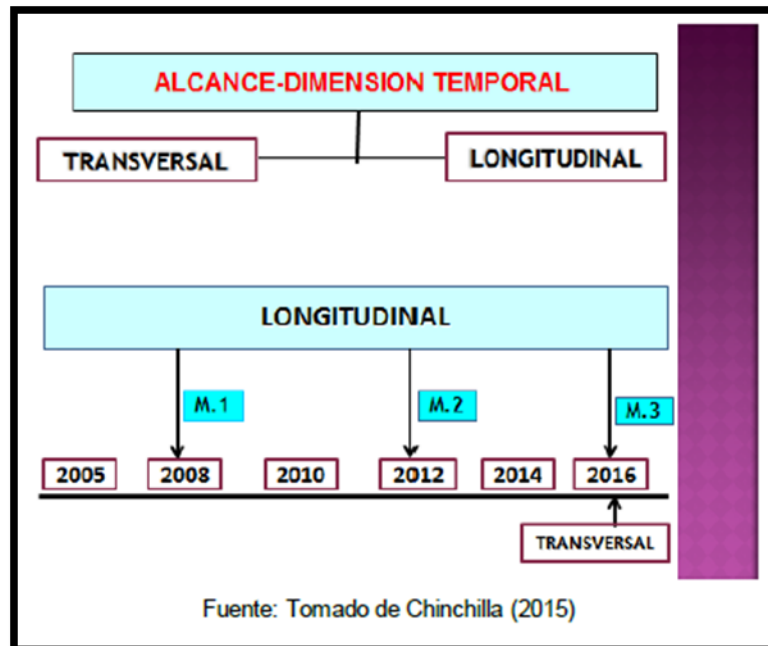 ALCANCE-DIMENSION TEMPORAL
TRANSVERSAL
LONGITUDINAL
LONGITUDINAL
M.1
M.2
M.3
2005
2008
2010
2012
2014
2016
TRANSVERSAL
Fuente: Tomado de Chinchilla (2015)